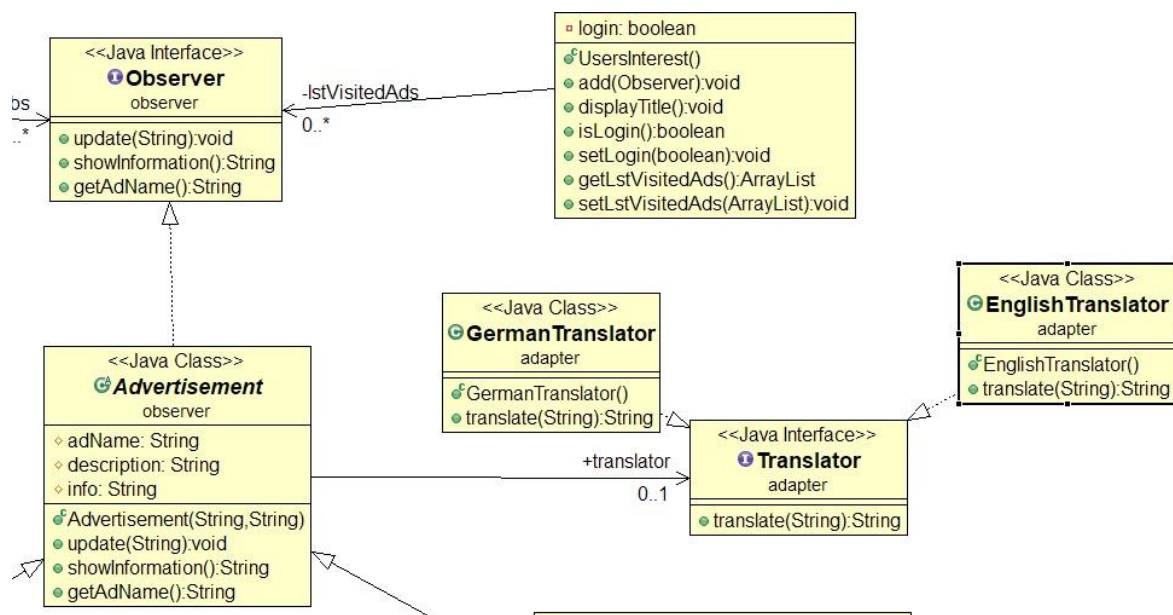 <<Java Interface>>
Observer
observer
update(String):void
showInformation():String
getAdName():String
bs
..*
-lstVisitedAds
0..*
login: boolean
UsersInterest()
add(Observer):void
displayTitle():void
isLogin():boolean
setLogin(boolean):void
getLstVisitedAds():ArrayList
setLstVisitedAds(ArrayList):void
<<Java Class>>
EnglishTranslator
adapter
EnglishTranslator()
translate(String):String
<<Java Class>>
GermanTranslator
adapter
GermanTranslator()
translate(String):String
<<Java Class>>
Advertisement
observer
adName: String
description: String
info: String
Advertisement(String,String)
update(String):void
showInformation():String
getAdName():String
+translator
0..1
<<Java Interface>>
Translator
adapter
translate(String):String